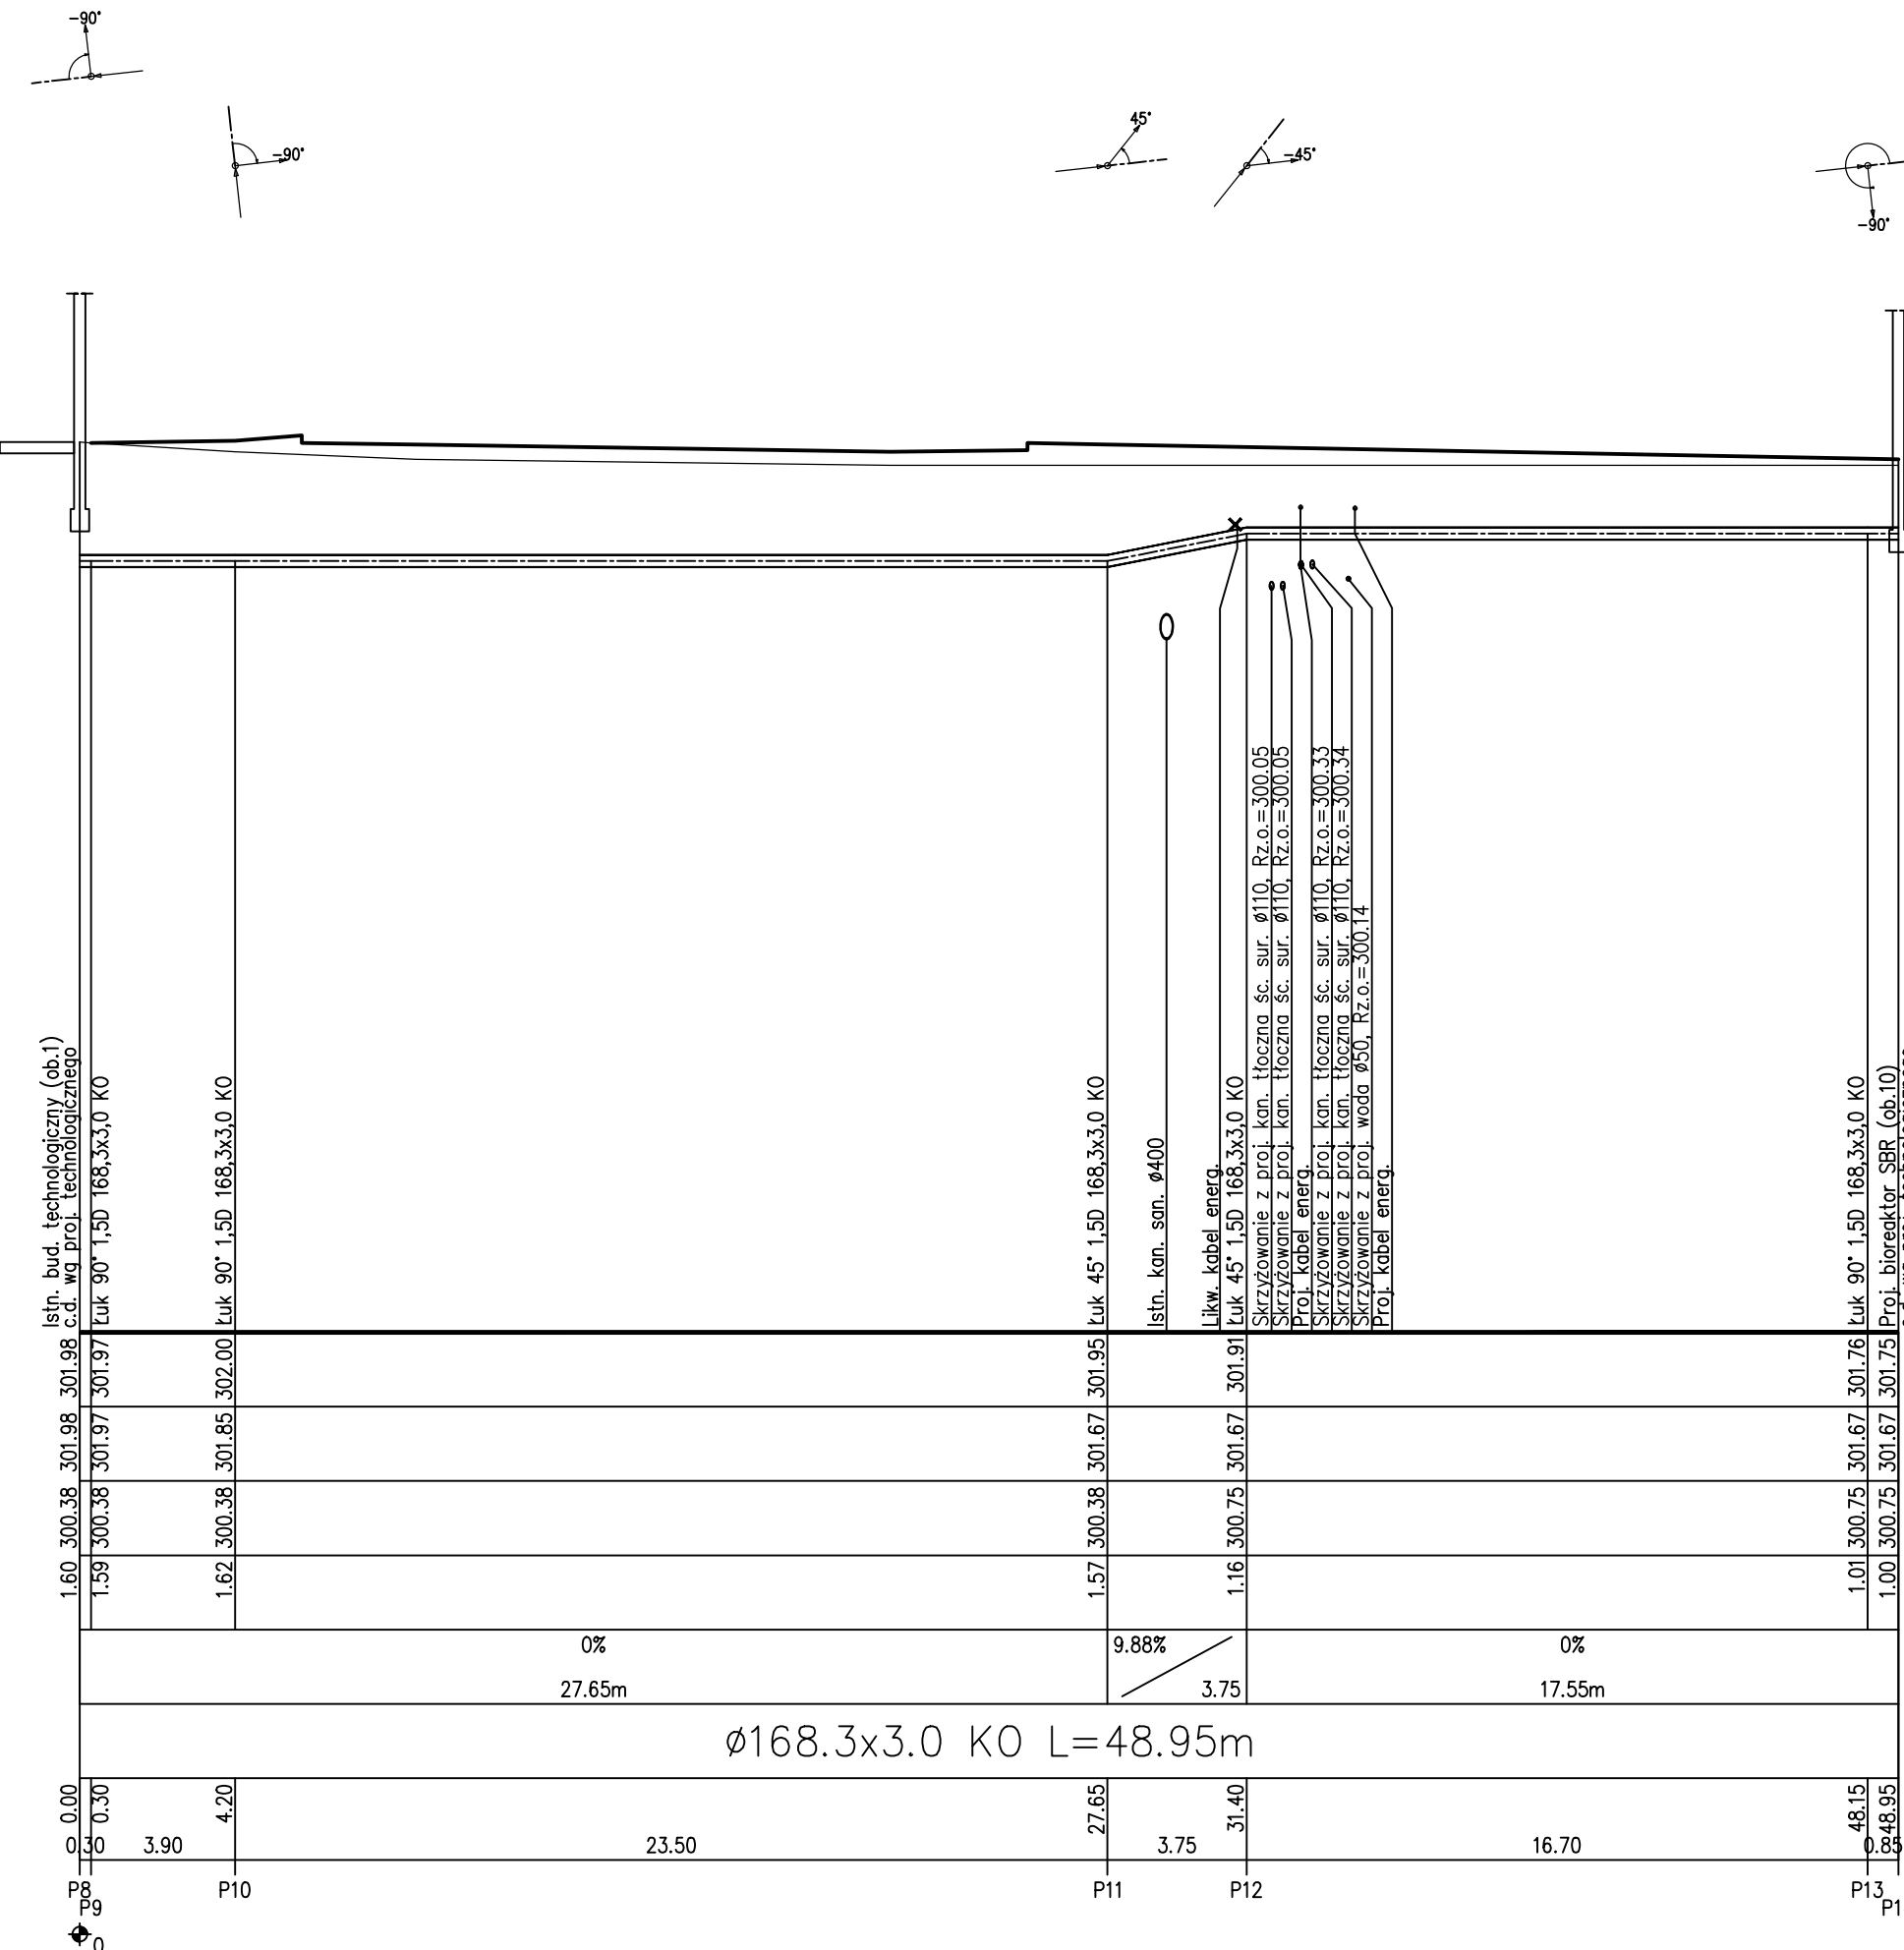 -90°
-90°
45°
-45°
-90°
Istn. bud. technologiczny (ob.1)
c.d. wg proj. technologicznego
Łuk 90° 1,5D 168,3x3,0 KO
Łuk 90° 1,5D 168,3x3,0 KO
Łuk 45° 1,5D 168,3x3,0 KO
Istn. kan. san. ø400
Likw. kabel energ.
Łuk 45° 1,5D 168,3x3,0 KO
Skrzyżowanie z proj. kan. tłoczna śc. sur. ø110, Rz.o.=300.05
Skrzyżowanie z proj. kan. tłoczna śc. sur. ø110, Rz.o.=300.05
Proj. kabel energ.
Skrzyżowanie z proj. kan. tłoczna śc. sur. ø110, Rz.o.=300.33
Skrzyżowanie z proj. kan. tłoczna śc. sur. ø110, Rz.o.=300.34
Skrzyżowanie z proj. woda ø50, Rz.o.=300.14
Proj. kabel energ.
Łuk 90° 1,5D 168,3x3,0 KO
Proj. bioreaktor SBR (ob.10)
301.98 301.97 302.00 301.95 301.91 301.76 301.75
301.98 301.97 301.85 301.67 301.67 301.67 301.67
300.38 300.38 300.38 300.38 300.75 300.75 300.75
1.60 1.59 1.62 1.57 1.16 1.01 1.00
0% 9.88% 0%
27.65m 3.75 17.55m
ø168.3x3.0 KO L=48.95m
0.00 0.30 4.20 27.65 31.40 48.15 48.95
0.30 3.90 23.50 3.75 16.70 0.85
P8 P10 P11 P12 P13
P9 P1
0